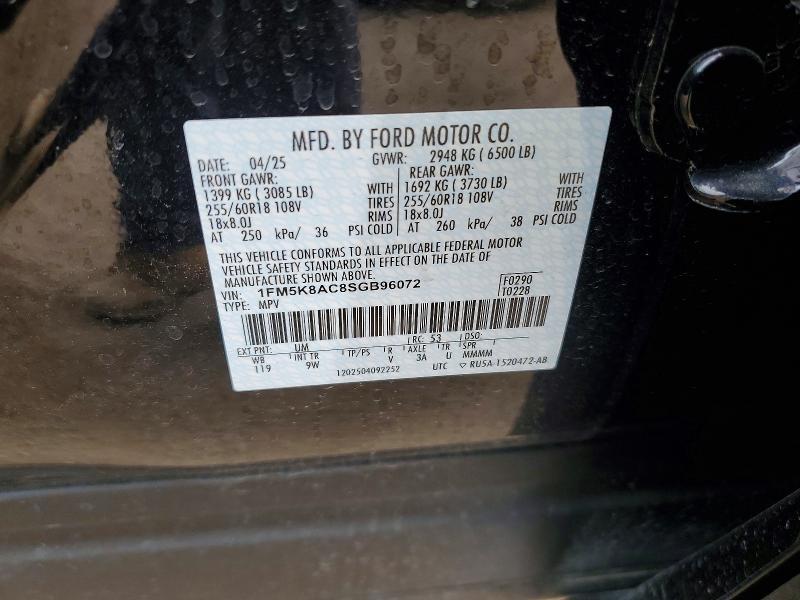 MFD. BY FORD MOTOR CO.
DATE: 04/25 GVWR: 2948 KG ( 6500 LB)
FRONT GAWR: REAR GAWR:
1399 KG ( 3085 LB) WITH 1692 KG ( 3730 LB) WITH
255/60R18 108V TIRES 255/60R18 108V TIRES
18x8.0J RIMS 18x8.0J RIMS
AT 250 kPa/ 36 PSI COLD AT 260 kPa/ 38 PSI COLD
THIS VEHICLE CONFORMS TO ALL APPLICABLE FEDERAL MOTOR
VEHICLE SAFETY STANDARDS IN EFFECT ON THE DATE OF
MANUFACTURE SHOWN ABOVE.
VIN: 1FM5K8AC8SGB96072 F0290
TYPE: MPV T0228
EXT PNT: UM RC: 53 DSO:
WB INT TR TP/PS R AXLE TR SPR
119 9W V 3A U MMMM
1202504092252 UTC ▽ RU5A-1520472-AB